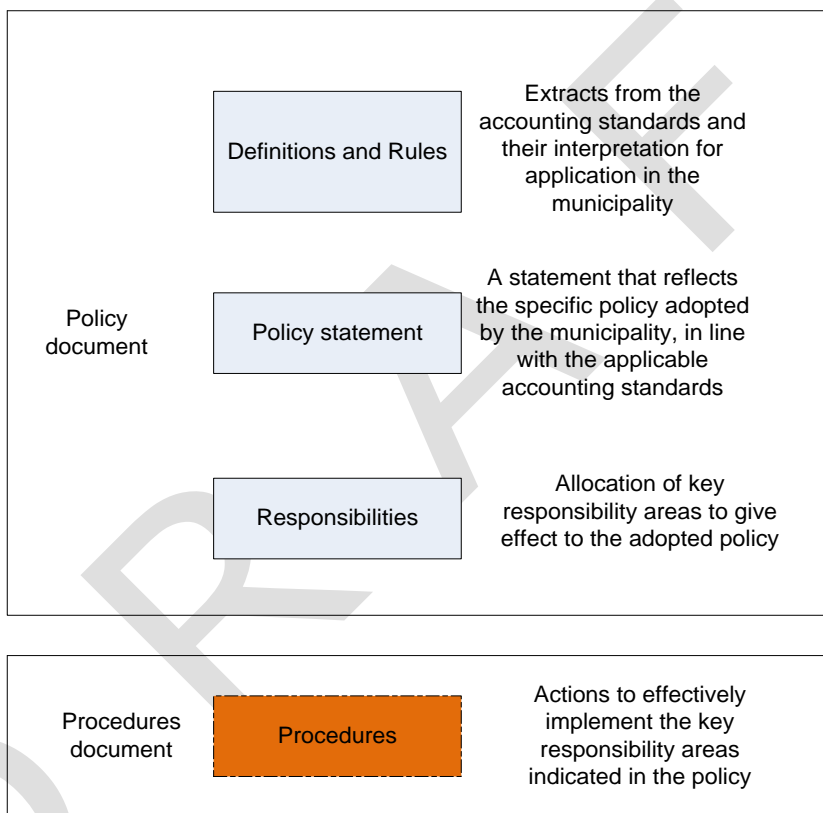 Definitions and Rules
Extracts from the
accounting standards and
their interpretation for
application in the
municipality
Policy
document
Policy statement
A statement that reflects
the specific policy adopted
by the municipality, in line
with the applicable
accounting standards
Responsibilities
Allocation of key
responsibility areas to give
effect to the adopted policy
Procedures
document
Procedures
Actions to effectively
implement the key
responsibility areas
indicated in the policy
DRAF